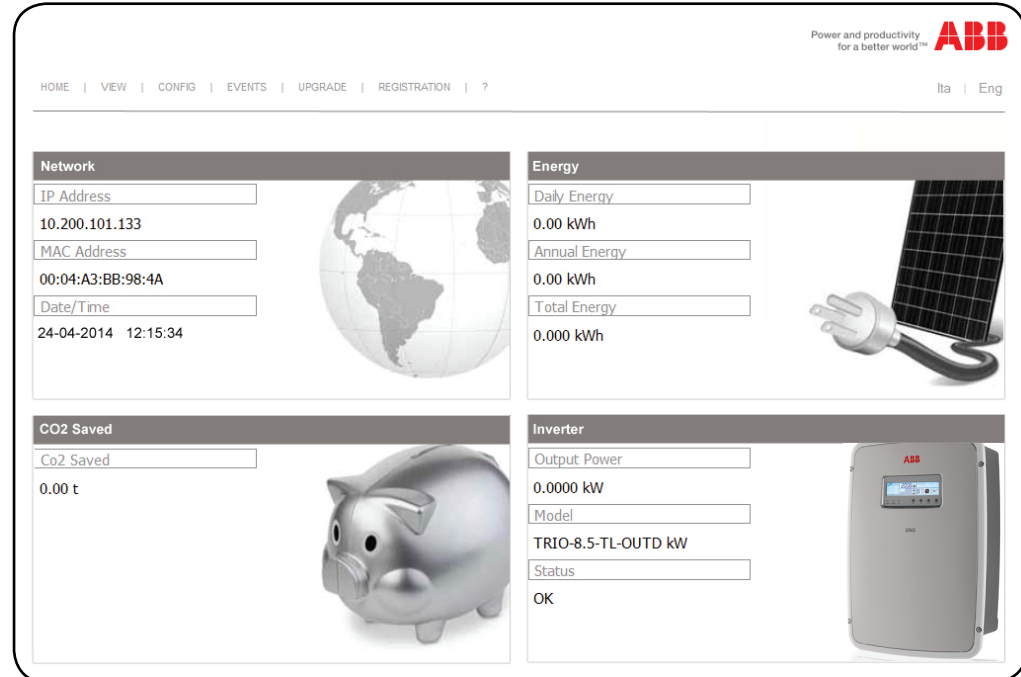 Power and productivity
for a better world™ ABB
HOME | VIEW | CONFIG | EVENTS | UPGRADE | REGISTRATION | ?
Ita | Eng
Network
IP Address
10.200.101.133
MAC Address
00:04:A3:BB:98:4A
Date/Time
24-04-2014 12:15:34
Energy
Daily Energy
0.00 kWh
Annual Energy
0.00 kWh
Total Energy
0.000 kWh
CO2 Saved
Co2 Saved
0.00 t
Inverter
Output Power
0.0000 kW
Model
TRIO-8.5-TL-OUTD kW
Status
OK
ABB